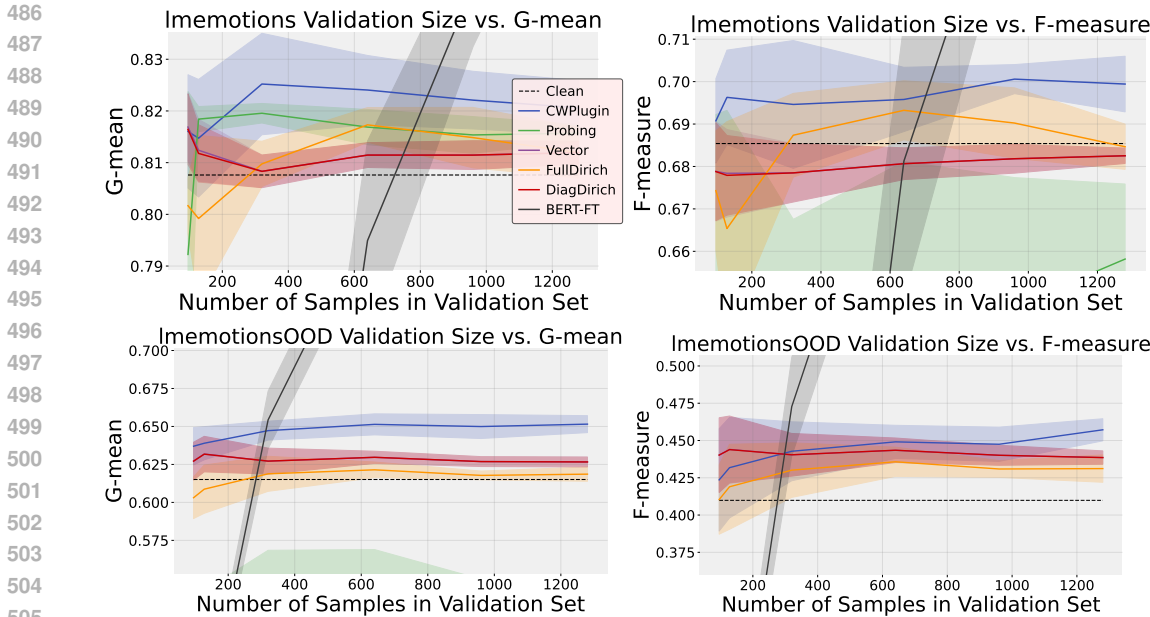 486
487
488
489
490
491
492
493
494
495
496
497
498
499
500
501
502
503
504
Imemotions Validation Size vs. G-mean
G-mean
0.83
0.82
0.81
0.80
0.79
200 400 600 800 1000 1200
Number of Samples in Validation Set
Clean
CWPlugin
Probing
Vector
FullDirich
DiagDirich
BERT-FT
Imemotions Validation Size vs. F-measure
F-measure
0.71
0.70
0.69
0.68
0.67
0.66
200 400 600 800 1000 1200
Number of Samples in Validation Set
ImemotionsOOD Validation Size vs. G-mean
G-mean
0.700
0.675
0.650
0.625
0.600
0.575
200 400 600 800 1000 1200
Number of Samples in Validation Set
ImemotionsOOD Validation Size vs. F-measure
F-measure
0.500
0.475
0.450
0.425
0.400
0.375
200 400 600 800 1000 1200
Number of Samples in Validation Set